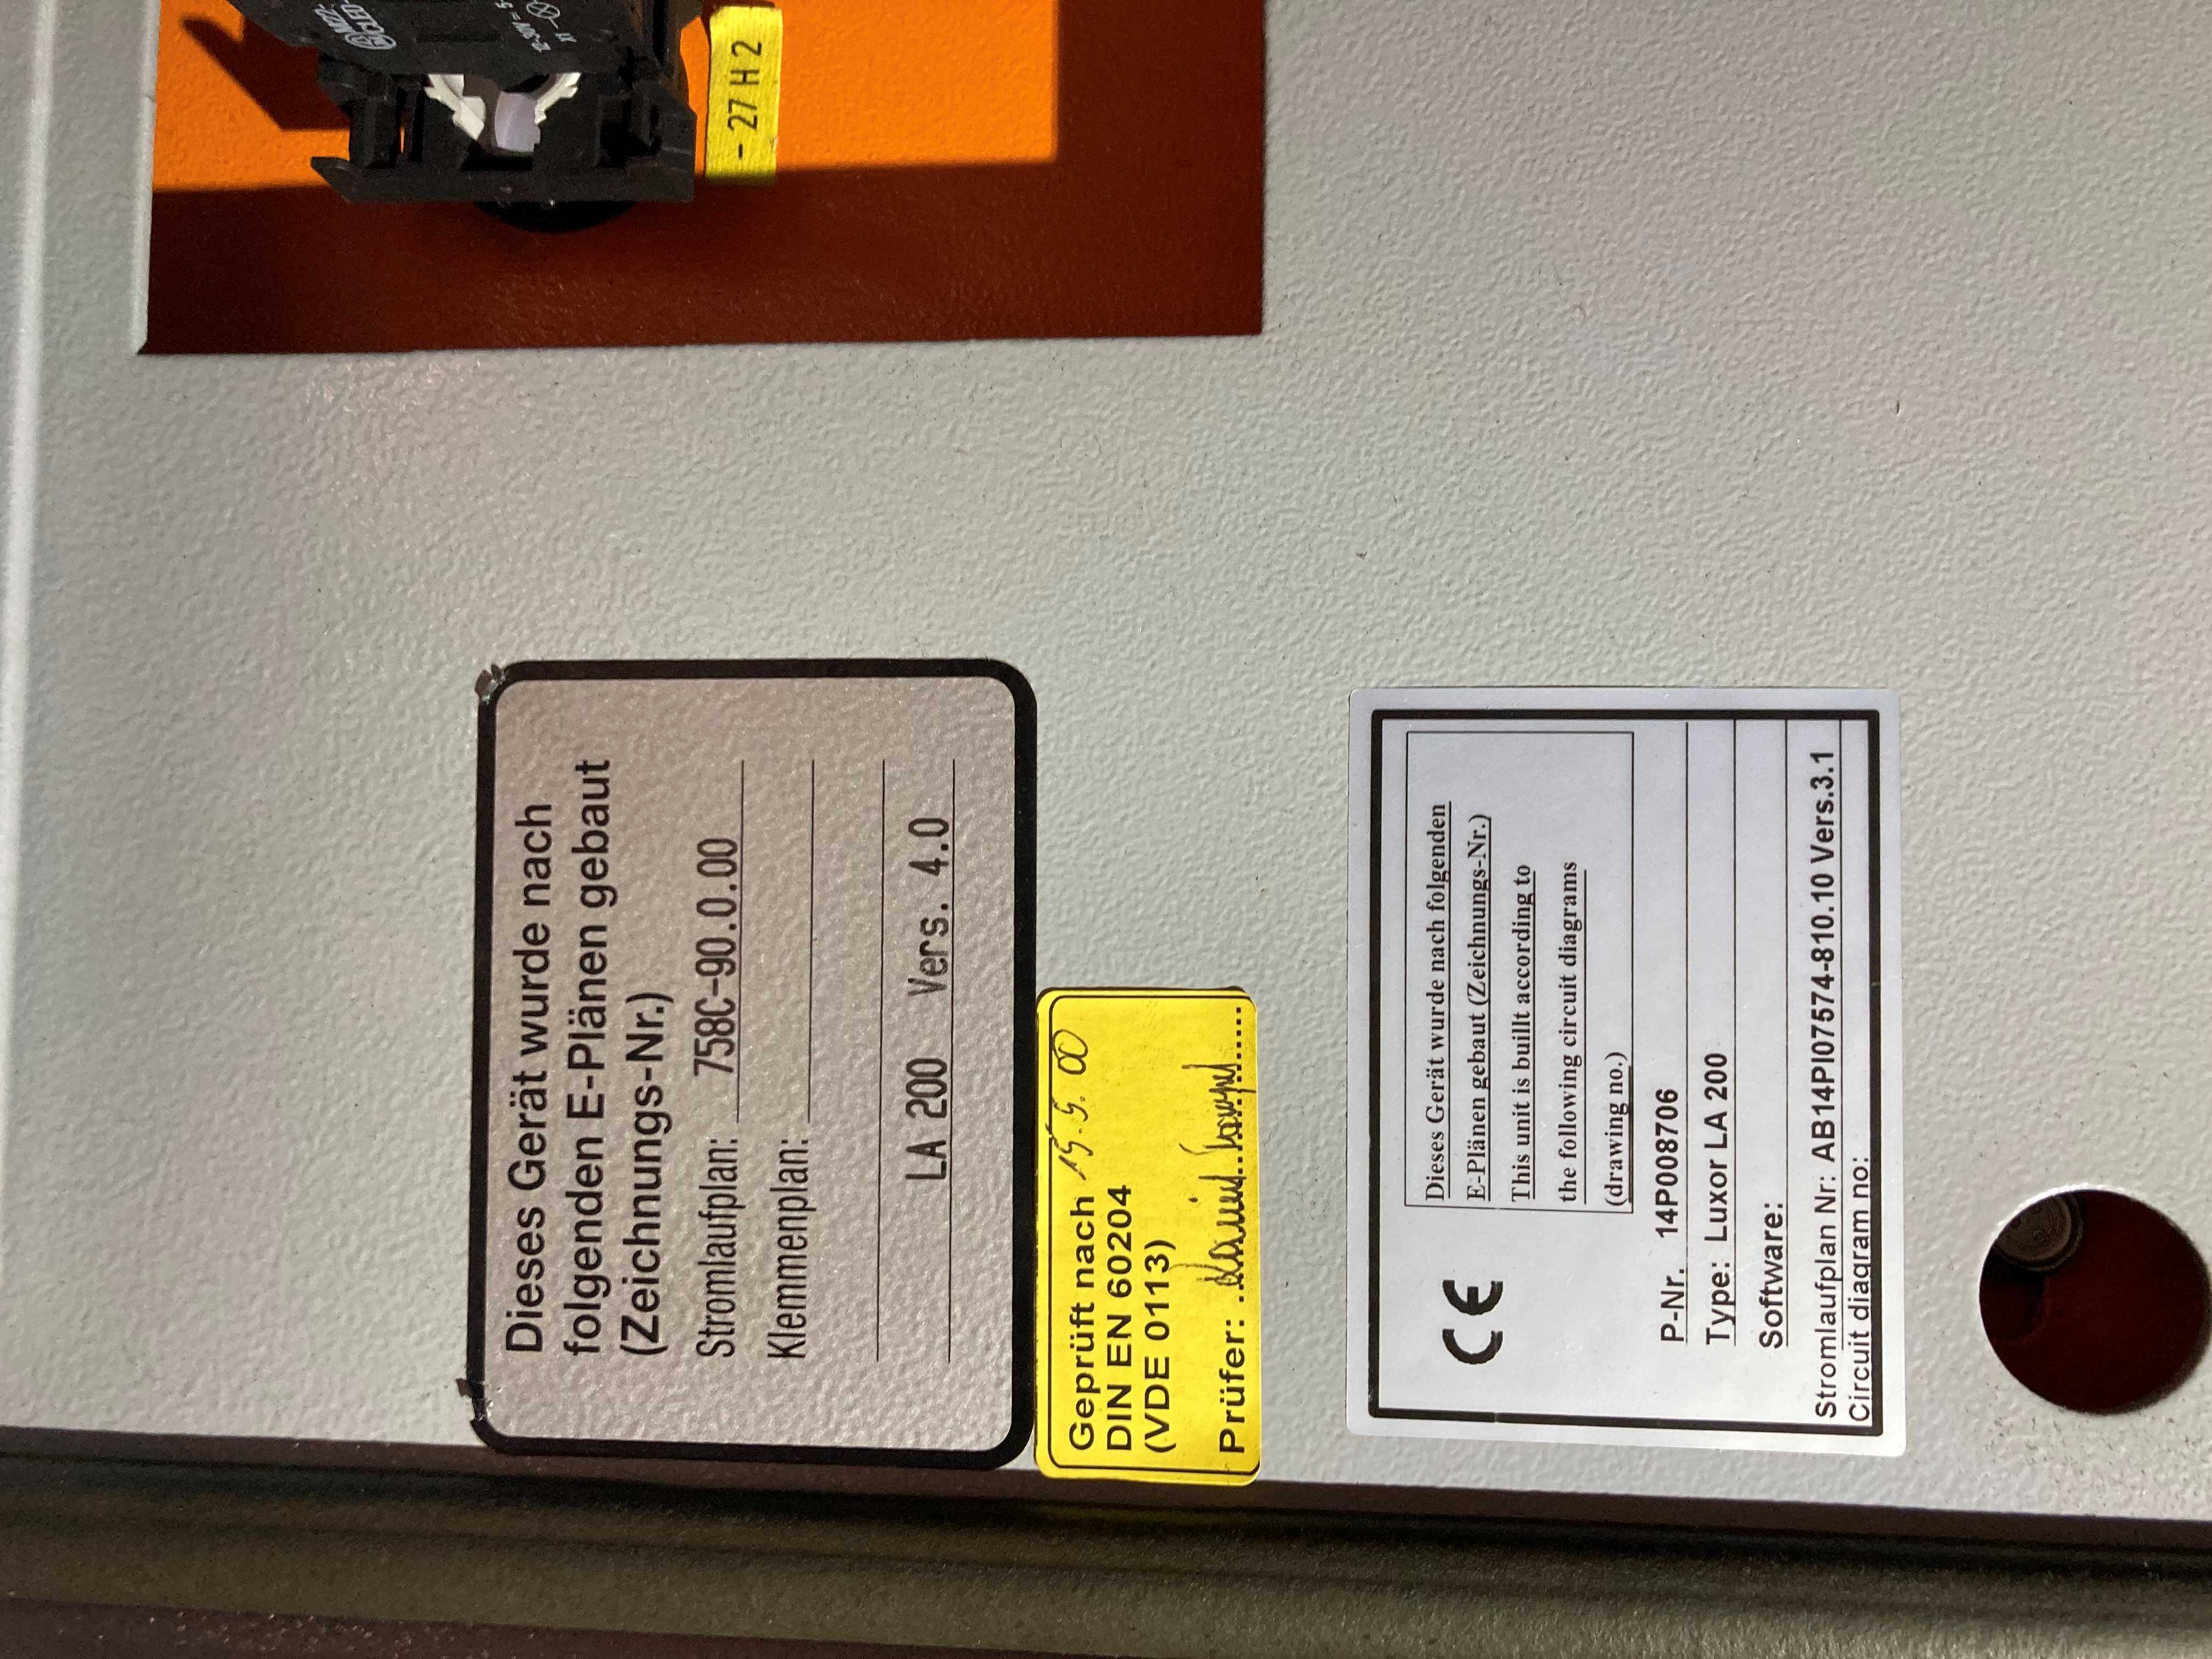 - 27 H 2
Dieses Gerät wurde nach
folgenden E-Plänen gebaut
(Zeichnungs-Nr.)
Stromlaufplan: 758C-90.0.00
Klemmenplan:
LA 200 Vers. 4.0
Geprüft nach 15.5.00
DIN EN 60204
(VDE 0113)
Prüfer:
CE
Dieses Gerät wurde nach folgenden
E-Plänen gebaut (Zeichnungs-Nr.)
This unit is buillt according to
the following circuit diagrams
(drawing no.)
P-Nr. 14P008706
Type: Luxor LA 200
Software:
Stromlaufplan Nr: AB14PI07574-810.10 Vers.3.1
Circuit diagram no: